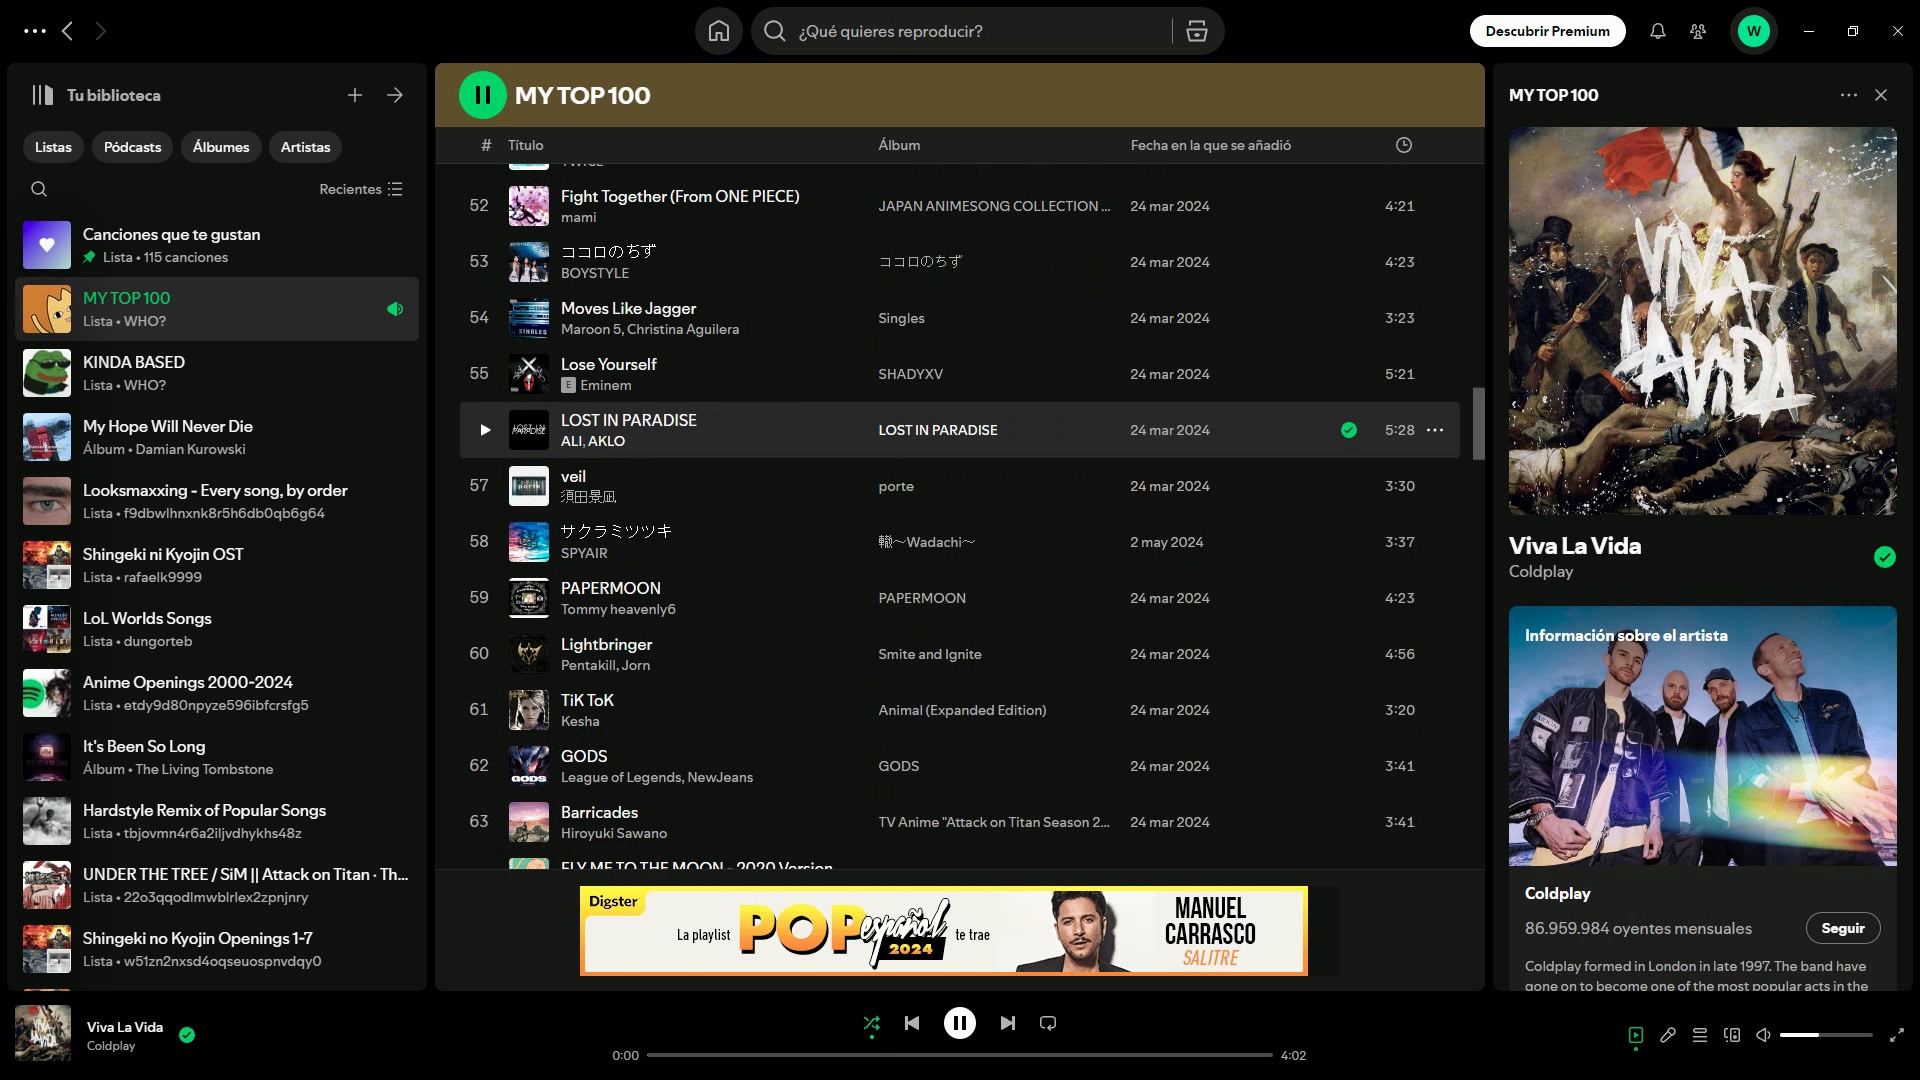 ¿Qué quieres reproducir?
Descubrir Premium
W
Tu biblioteca
Listas
Pódcasts
Álbumes
Artistas
Recientes
Canciones que te gustan
Lista • 115 canciones
MY TOP 100
Lista • WHO?
KINDA BASED
Lista • WHO?
My Hope Will Never Die
Álbum • Damian Kurowski
Looksmaxxing - Every song, by order
Lista • f9dbwlhnxnk8r5h6db0qb6g64
Shingeki ni Kyojin OST
Lista • rafaelk9999
LoL Worlds Songs
Lista • dungorteb
Anime Openings 2000-2024
Lista • etdy9d80npyze596ibfcrsfg5
It's Been So Long
Álbum • The Living Tombstone
Hardstyle Remix of Popular Songs
Lista • tbjovmn4r6a2iljvdhykhs48z
UNDER THE TREE / SiM || Attack on Titan · Th...
Lista • 22o3qqodlmwblrlex2zpnjnry
Shingeki no Kyojin Openings 1-7
Lista • w51zn2nxsd4oqseuospnvdqy0
MY TOP 100
# Título Álbum Fecha en la que se añadió
TWICE
52 Fight Together (From ONE PIECE) JAPAN ANIMESONG COLLECTION ... 24 mar 2024 4:21
mami
53 ココロのちず ココロのちず 24 mar 2024 4:23
BOYSTYLE
54 Moves Like Jagger Singles 24 mar 2024 3:23
Maroon 5, Christina Aguilera
55 Lose Yourself SHADYXV 24 mar 2024 5:21
E Eminem
LOST IN PARADISE LOST IN PARADISE 24 mar 2024 5:28
ALI, AKLO
57 veil porte 24 mar 2024 3:30
須田景凪
58 サクラミツツキ 轍～Wadachi～ 2 may 2024 3:37
SPYAIR
59 PAPERMOON PAPERMOON 24 mar 2024 4:23
Tommy heavenly6
60 Lightbringer Smite and Ignite 24 mar 2024 4:56
Pentakill, Jorn
61 TiK ToK Animal (Expanded Edition) 24 mar 2024 3:20
Kesha
62 GODS GODS 24 mar 2024 3:41
League of Legends, NewJeans
63 Barricades TV Anime "Attack on Titan Season 2... 24 mar 2024 3:41
Hiroyuki Sawano
FLY ME TO THE MOON - 2020 Version
Digster
La playlist POP español 2024 te trae
MANUEL
CARRASCO
SALITRE
MY TOP 100
VIVA
LA VIDA
Viva La Vida
Coldplay
Información sobre el artista
Coldplay
86.959.984 oyentes mensuales
Seguir
Coldplay formed in London in late 1997. The band have
gone on to become one of the most popular acts in the
Viva La Vida
Coldplay
0:00
4:02